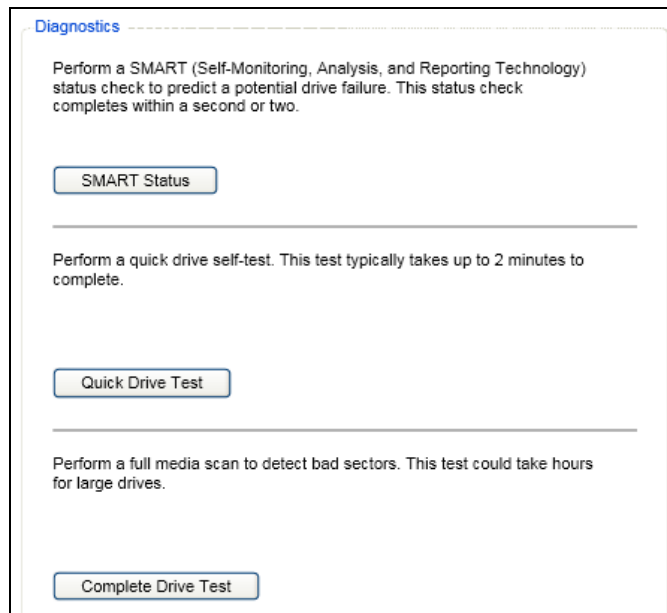 Diagnostics
Perform a SMART (Self-Monitoring, Analysis, and Reporting Technology)
status check to predict a potential drive failure. This status check
completes within a second or two.
SMART Status
Perform a quick drive self-test. This test typically takes up to 2 minutes to
complete.
Quick Drive Test
Perform a full media scan to detect bad sectors. This test could take hours
for large drives.
Complete Drive Test